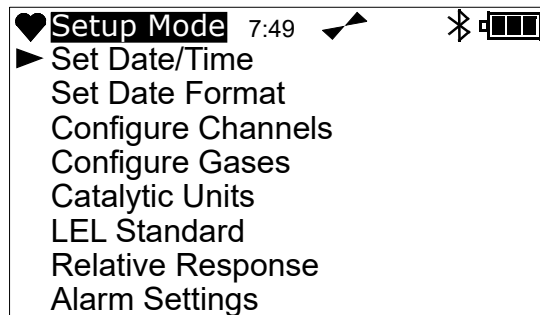 Setup Mode 7:49
Set Date/Time
Set Date Format
Configure Channels
Configure Gases
Catalytic Units
LEL Standard
Relative Response
Alarm Settings